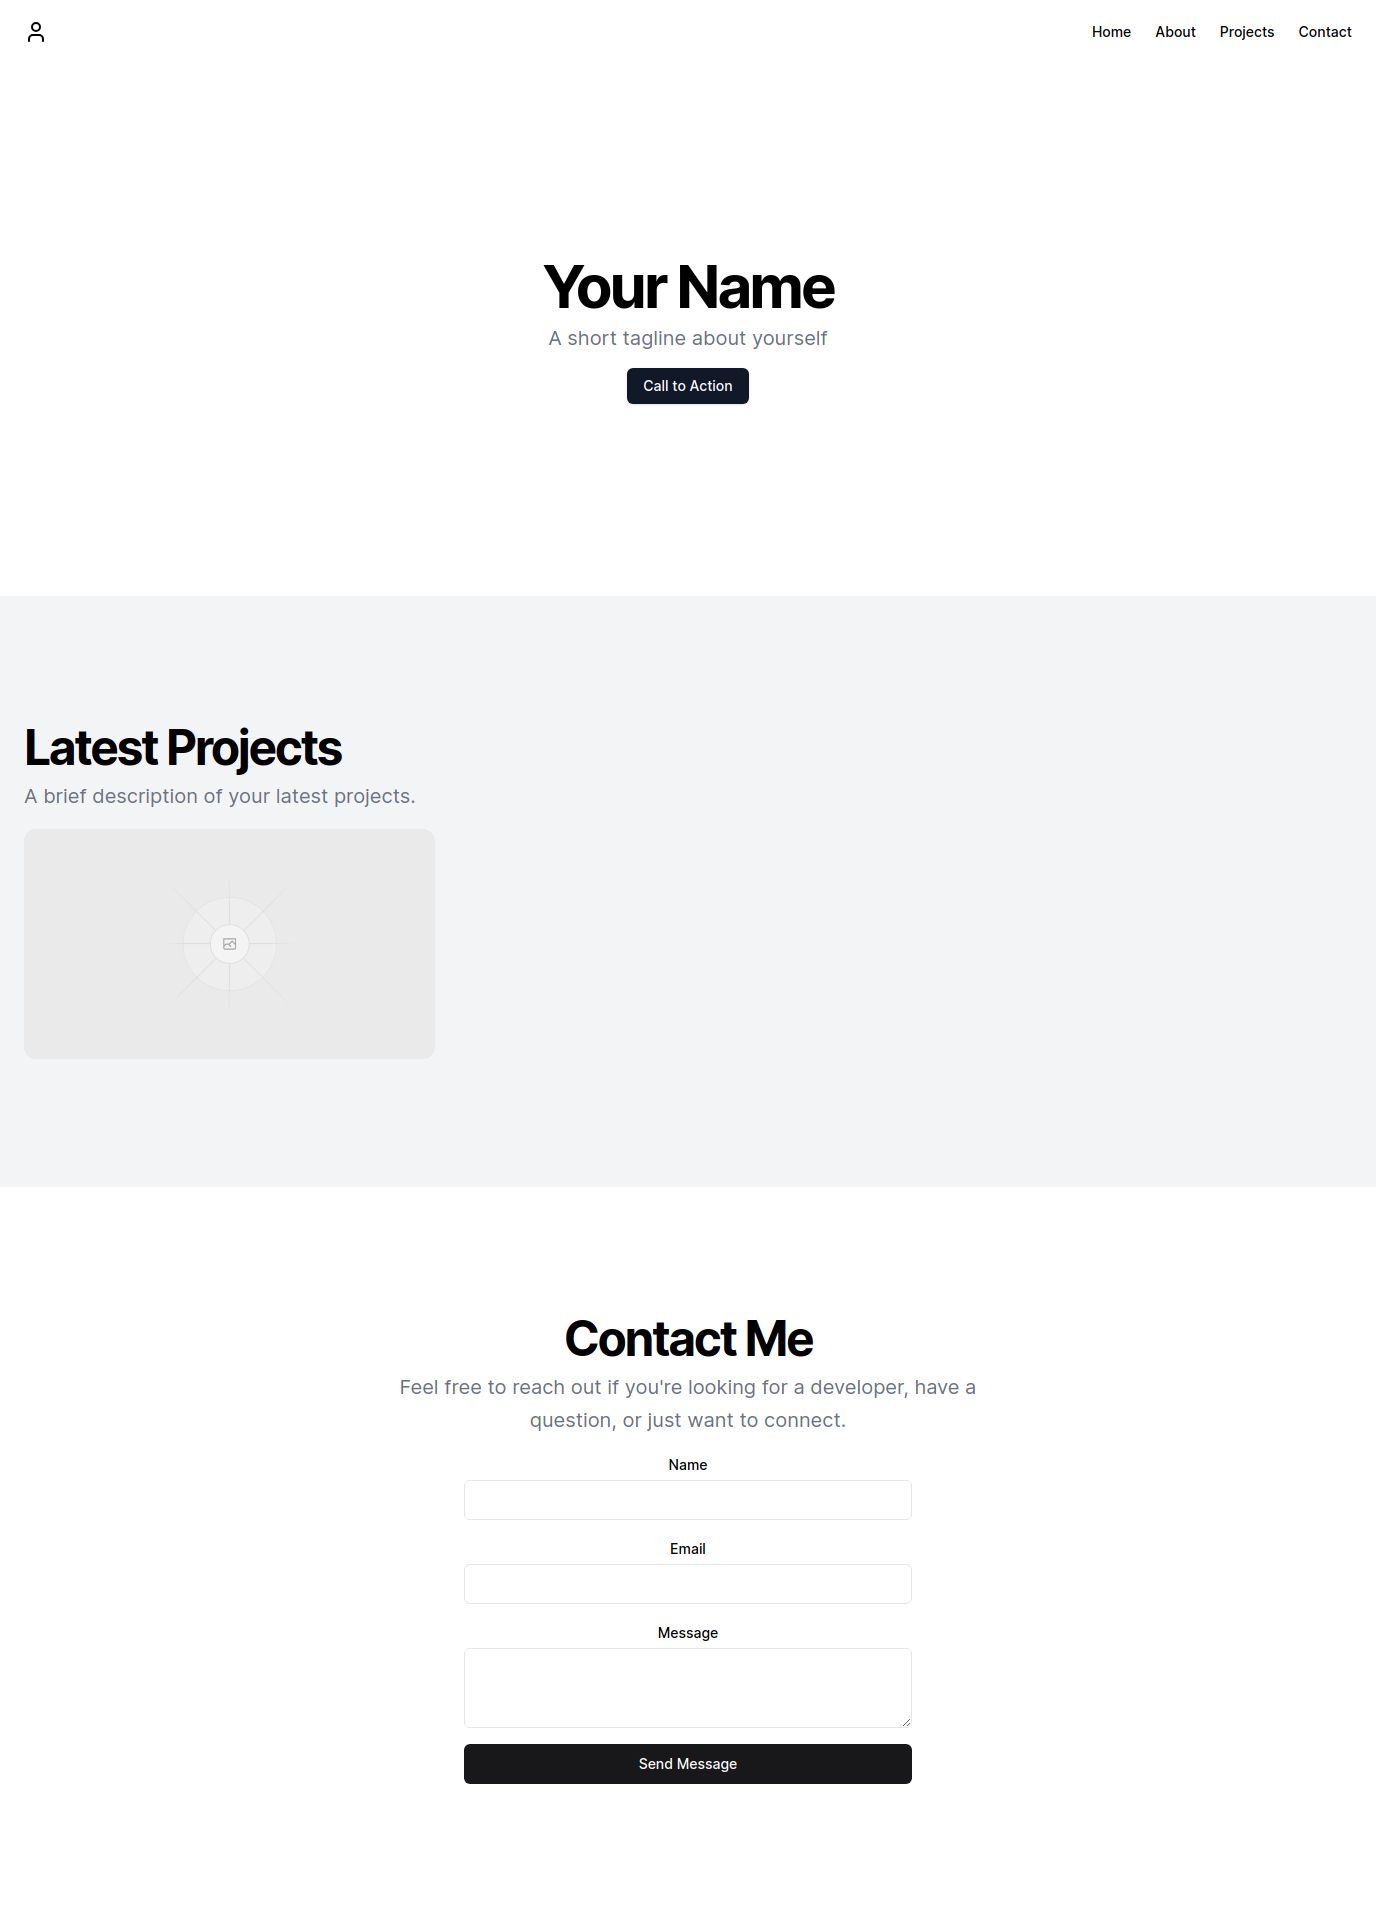 Home About Projects Contact
Your Name
A short tagline about yourself
Call to Action
Latest Projects
A brief description of your latest projects.
Contact Me
Feel free to reach out if you're looking for a developer, have a
question, or just want to connect.
Name
Email
Message
Send Message